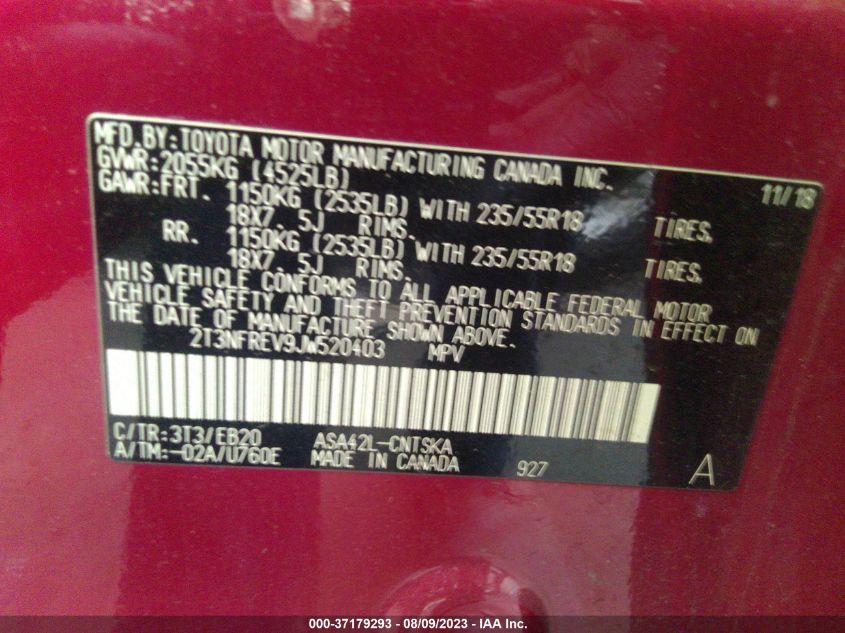 MFD.BY:TOYOTA MOTOR MANUFACTURING CANADA INC.
GVWR:2055KG (4525LB) 11/18
GAWR:FRT. 1150KG (2535LB) WITH 235/55R18 TIRES,
18X7.5J RIMS.
RR. 1150KG (2535LB) WITH 235/55R18 TIRES,
18X7.5J RIMS.
THIS VEHICLE CONFORMS TO ALL APPLICABLE FEDERAL MOTOR
VEHICLE SAFETY AND THEFT PREVENTION STANDARDS IN EFFECT ON
THE DATE OF MANUFACTURE SHOWN ABOVE.
2T3NFREV9JW520403 MPV
C/TR:3T3/EB20 ASA42L-CNTSKA
A/TM:-02A/U760E MADE IN CANADA 927 A
000-37179293 - 08/09/2023 - IAA Inc.